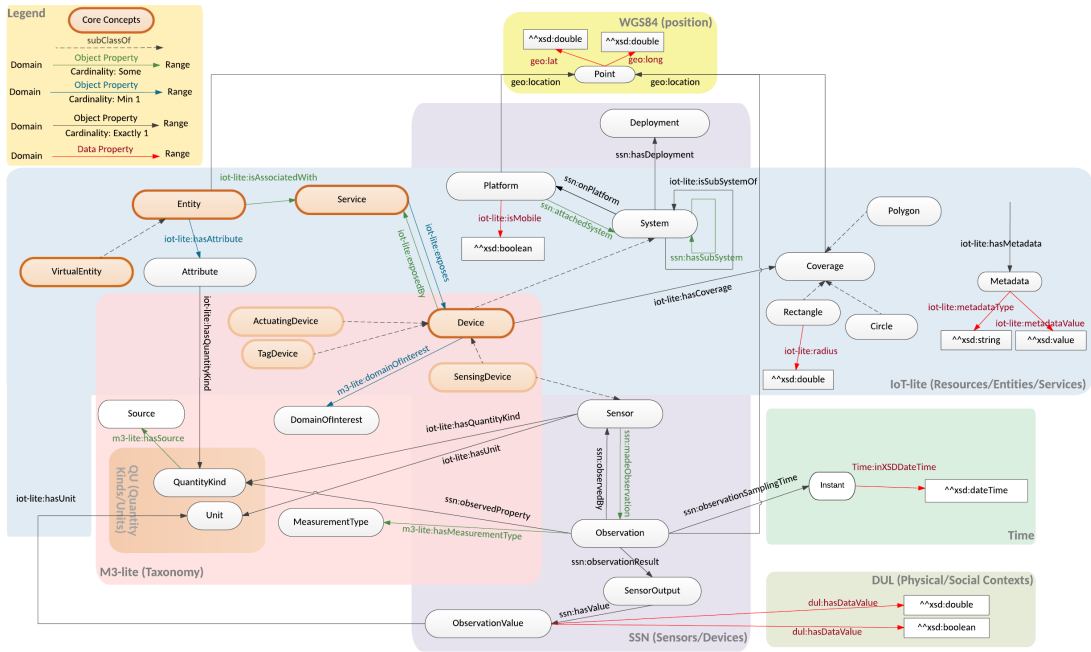 Legend
Core Concepts
subClassOf
Domain
Object Property
Cardinality: Some
Range
Domain
Object Property
Cardinality: Min 1
Range
Domain
Object Property
Cardinality: Exactly 1
Range
Domain
Data Property
Range
WGS84 (position)
^^xsd:double
^^xsd:double
geo:lat
geo:long
Point
geo:location
geo:location
Deployment
ssn:hasDeployment
iot-lite:isAssociatedWith
Platform
ssn:onPlatform
iot-lite:isSubSystemOf
Entity
Service
iot-lite:isMobile
ssn:attachedSystem
System
Polygon
iot-lite:hasAttribute
^^xsd:boolean
ssn:hasSubSystem
iot-lite:hasMetadata
VirtualEntity
Attribute
iot-lite:exposedBy
iot-lite:exposes
Coverage
Metadata
iot-lite:hasCoverage
iot-lite:metadataType
iot-lite:metadataValue
ActuatingDevice
Device
Rectangle
Circle
^^xsd:string
^^xsd:value
TagDevice
iot-lite:hasQuantityKind
iot-lite:radius
m3-lite:domainOfInterest
SensingDevice
^^xsd:double
IoT-lite (Resources/Entities/Services)
Source
DomainOfInterest
Sensor
iot-lite:hasQuantityKind
m3-lite:hasSource
iot-lite:hasUnit
QU (Quantity
Kinds/Units)
QuantityKind
ssn:observedBy
ssn:madeObservation
Time:inXSDDateTime
Instant
^^xsd:dateTime
iot-lite:hasUnit
ssn:observedProperty
ssn:observationSamplingTime
Unit
MeasurementType
m3-lite:hasMeasurementType
Observation
Time
ssn:observationResult
M3-lite (Taxonomy)
SensorOutput
DUL (Physical/Social Contexts)
ssn:hasValue
dul:hasDataValue
^^xsd:double
ObservationValue
dul:hasDataValue
^^xsd:boolean
SSN (Sensors/Devices)